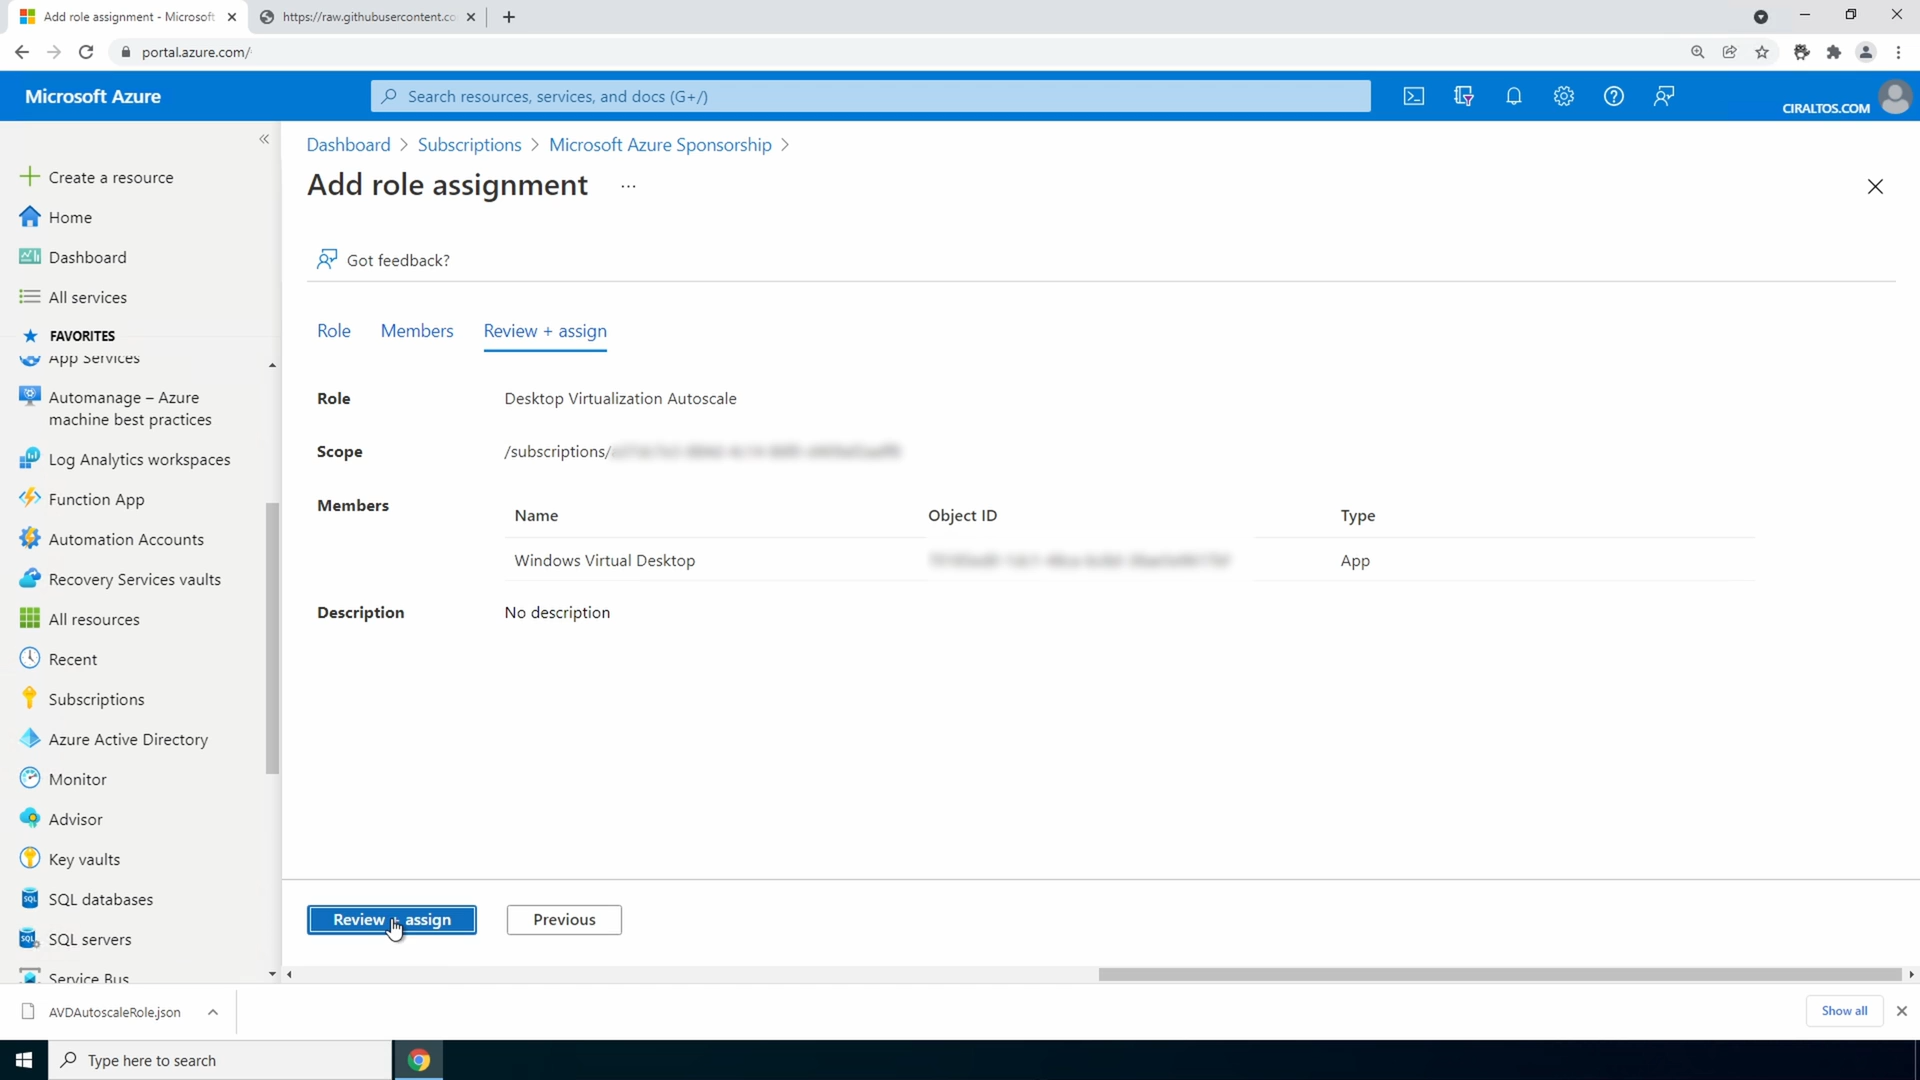 Add role assignment - Microsoft
https://raw.githubusercontent.co
portal.azure.com/
Microsoft Azure
Search resources, services, and docs (G+/)
CIRALTOS.COM
Create a resource
Home
Dashboard
All services
FAVORITES
App Services
Automanage – Azure
machine best practices
Log Analytics workspaces
Function App
Automation Accounts
Recovery Services vaults
All resources
Recent
Subscriptions
Azure Active Directory
Monitor
Advisor
Key vaults
SQL databases
SQL servers
Service Bus
Dashboard > Subscriptions > Microsoft Azure Sponsorship >
Add role assignment ...
Got feedback?
Role Members Review + assign
Role Desktop Virtualization Autoscale
Scope /subscriptions/
Members
Name Object ID Type
Windows Virtual Desktop App
Description No description
Review + assign Previous
AVDAutoscaleRole.json
Show all
Type here to search